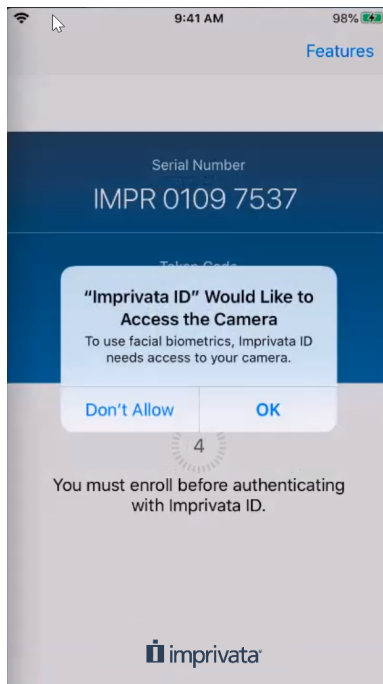 9:41 AM
98%
Features
Serial Number
IMPR 0109 7537
Token Code
“Imprivata ID” Would Like to
Access the Camera
To use facial biometrics, Imprivata ID
needs access to your camera.
Don’t Allow
OK
4
You must enroll before authenticating
with Imprivata ID.
imprivata